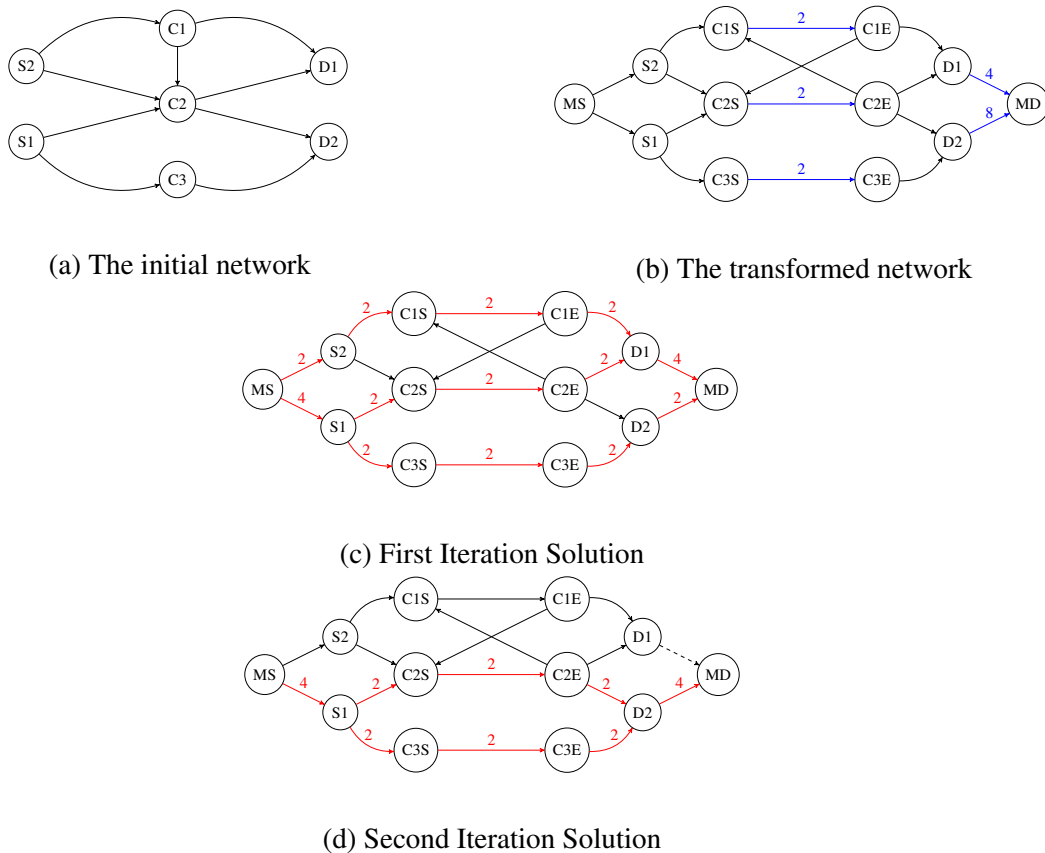 C1
S2
D1
C2
S1
D2
C3
(a) The initial network
2
C1S
C1E
S2
D1
4
MS
C2S
2
C2E
MD
8
S1
D2
2
C3S
C3E
(b) The transformed network
2
C1S
2
C1E
2
S2
D1
2
2
4
MS
C2S
2
C2E
MD
4
2
2
S1
D2
2
C3S
2
C3E
2
(c) First Iteration Solution
C1S
C1E
S2
D1
MS
C2S
2
C2E
MD
4
2
2
4
S1
D2
2
C3S
2
C3E
2
(d) Second Iteration Solution